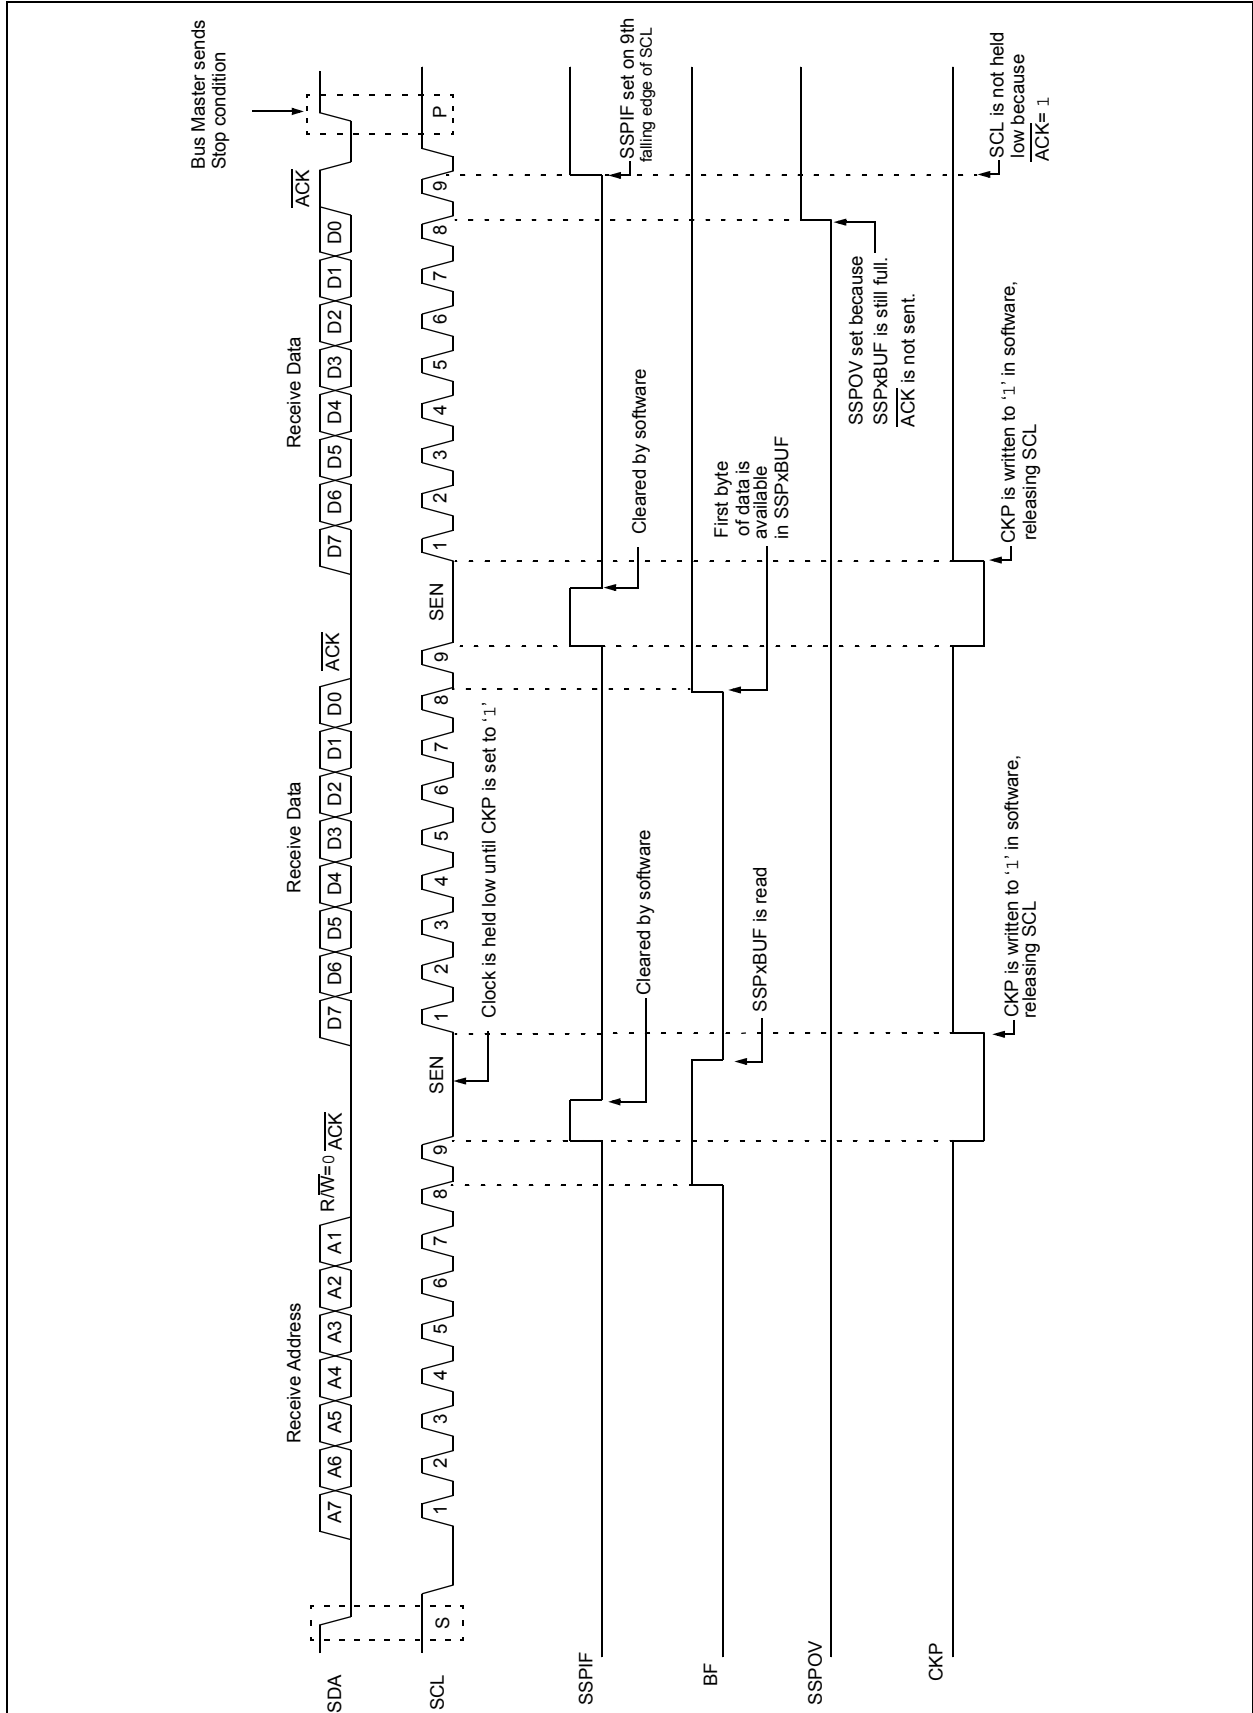 Bus Master sends
Stop condition
Receive Address
Receive Data
Receive Data
R/W̅=0 A̅C̅K̅
A̅C̅K̅
A̅C̅K̅
SDA
A7 A6 A5 A4 A3 A2 A1
D7 D6 D5 D4 D3 D2 D1 D0
D7 D6 D5 D4 D3 D2 D1 D0
SCL
S
1 2 3 4 5 6 7 8 9
SEN
1 2 3 4 5 6 7 8 9
SEN
1 2 3 4 5 6 7 8 9
P
Clock is held low until CKP is set to ‘1’
SSPIF
Cleared by software
Cleared by software
SSPIF set on 9th
falling edge of SCL
BF
SSPxBUF is read
First byte
of data is
available
in SSPxBUF
SSPOV
SSPOV set because
SSPxBUF is still full.
A̅C̅K̅ is not sent.
CKP
CKP is written to ‘1’ in software,
releasing SCL
CKP is written to ‘1’ in software,
releasing SCL
SCL is not held
low because
A̅C̅K̅= 1